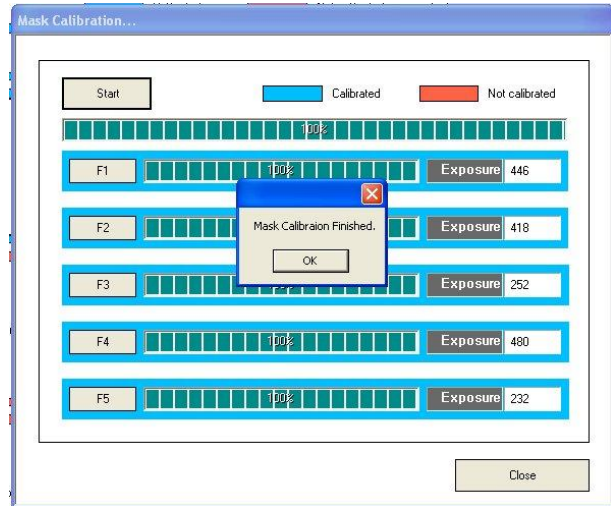 Mask Calibration...
Start
Calibrated
Not calibrated
100%
F1
100%
Exposure
446
Mask Calibraion Finished.
OK
F2
Exposure
418
F3
Exposure
252
F4
100%
Exposure
480
F5
100%
Exposure
232
Close